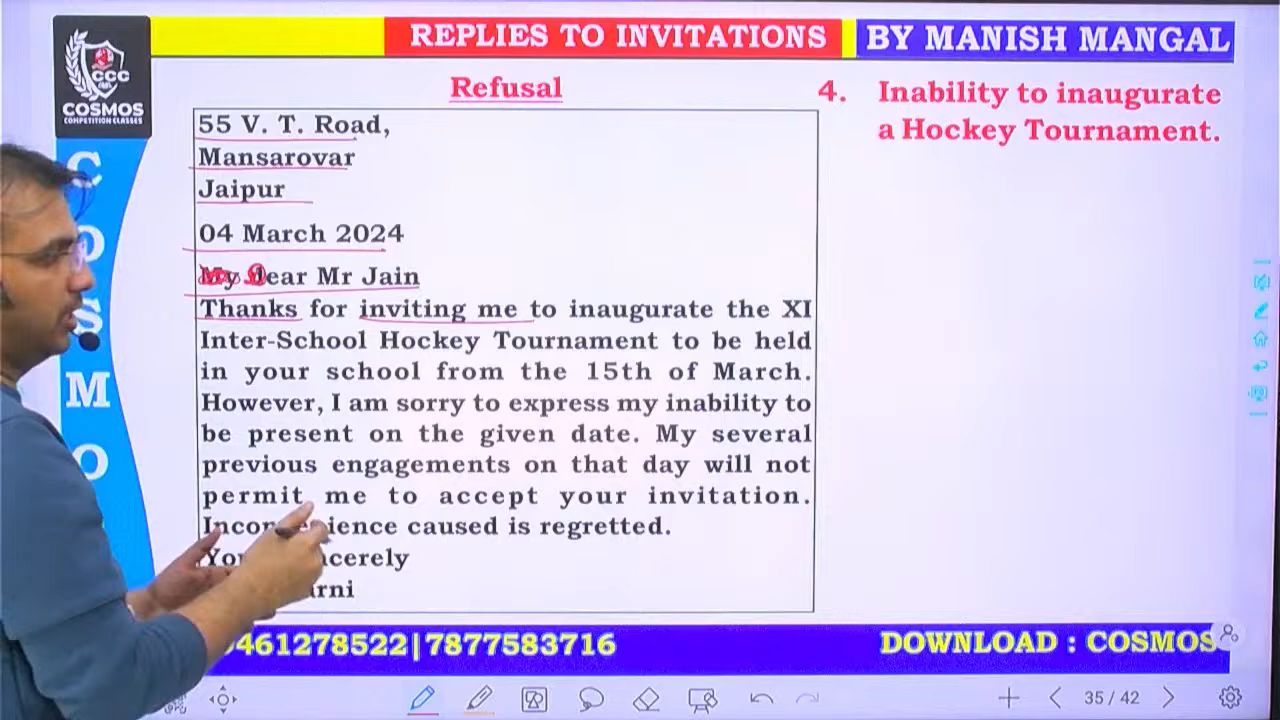 REPLIES TO INVITATIONS
BY MANISH MANGAL
CCC
COSMOS
COMPETITION CLASSES
C
O
S
M
O
Refusal
55 V. T. Road,
Mansarovar
Jaipur
04 March 2024
My dear Mr Jain
Thanks for inviting me to inaugurate the XI
Inter-School Hockey Tournament to be held
in your school from the 15th of March.
However, I am sorry to express my inability to
be present on the given date. My several
previous engagements on that day will not
permit me to accept your invitation.
caused is regretted.
4. Inability to inaugurate
a Hockey Tournament.
461278522|7877583716
DOWNLOAD : COSMOS
35 / 42